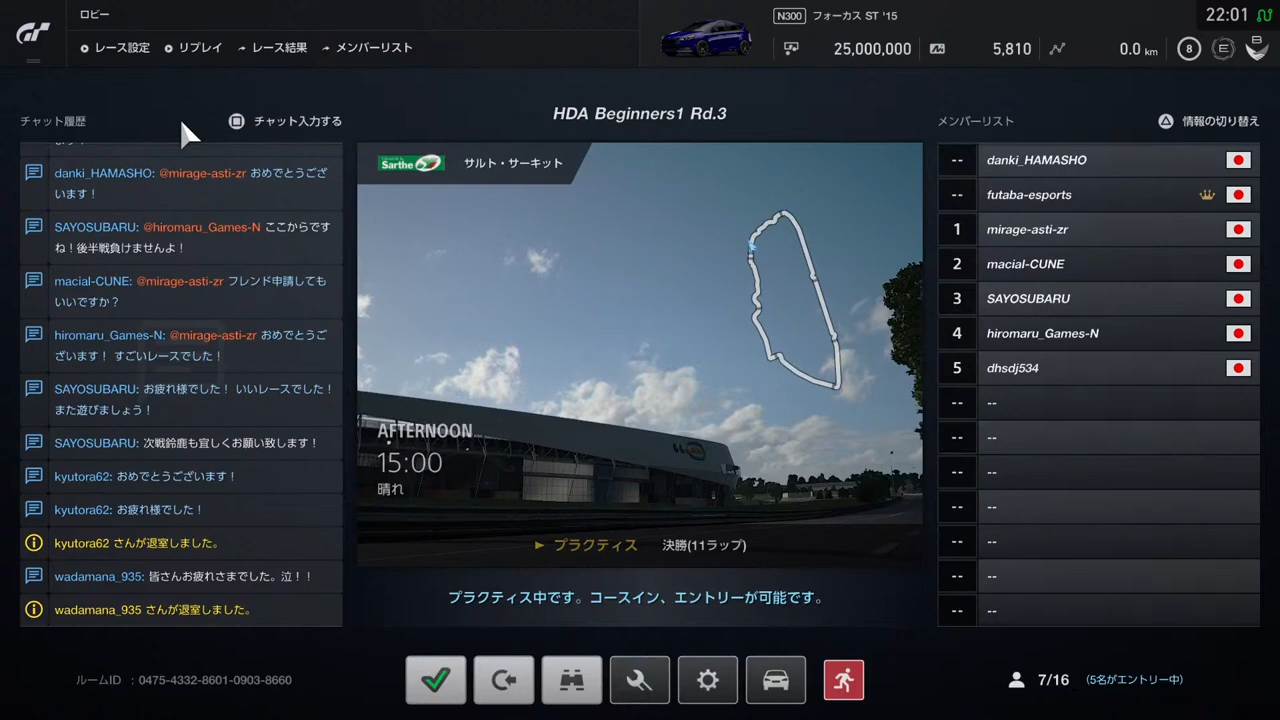 ロビー
レース設定 リプレイ レース結果 メンバーリスト
N300 フォーカス ST '15
25,000,000 5,810 0.0 km 8 E B
22:01
チャット履歴 チャット入力する
danki_HAMASHO: @mirage-asti-zr おめでとうござ
います！
SAYOSUBARU: @hiromaru_Games-N ここからです
ね！後半戦負けませんよ！
macial-CUNE: @mirage-asti-zr フレンド申請しても
いいですか？
hiromaru_Games-N: @mirage-asti-zr おめでとうご
ざいます！ すごいレースでした！
SAYOSUBARU: お疲れ様でした！ いいレースでした！
また遊びましょう！
SAYOSUBARU: 次戦鈴鹿も宜しくお願い致します！
kyutora62: おめでとうございます！
kyutora62: お疲れ様でした！
kyutora62 さんが退室しました。
wadamana_935: 皆さんお疲れさまでした。泣！！
wadamana_935 さんが退室しました。
HDA Beginners1 Rd.3
Sarthe サルト・サーキット
AFTERNOON
15:00
晴れ
プラクティス 決勝(11ラップ)
プラクティス中です。コースイン、エントリーが可能です。
メンバーリスト 情報の切り替え
-- danki_HAMASHO
-- futaba-esports
1 mirage-asti-zr
2 macial-CUNE
3 SAYOSUBARU
4 hiromaru_Games-N
5 dhsdj534
-- --
-- --
-- --
-- --
-- --
-- --
-- --
ルームID ：0475-4332-8601-0903-8660
7/16 (5名がエントリー中)